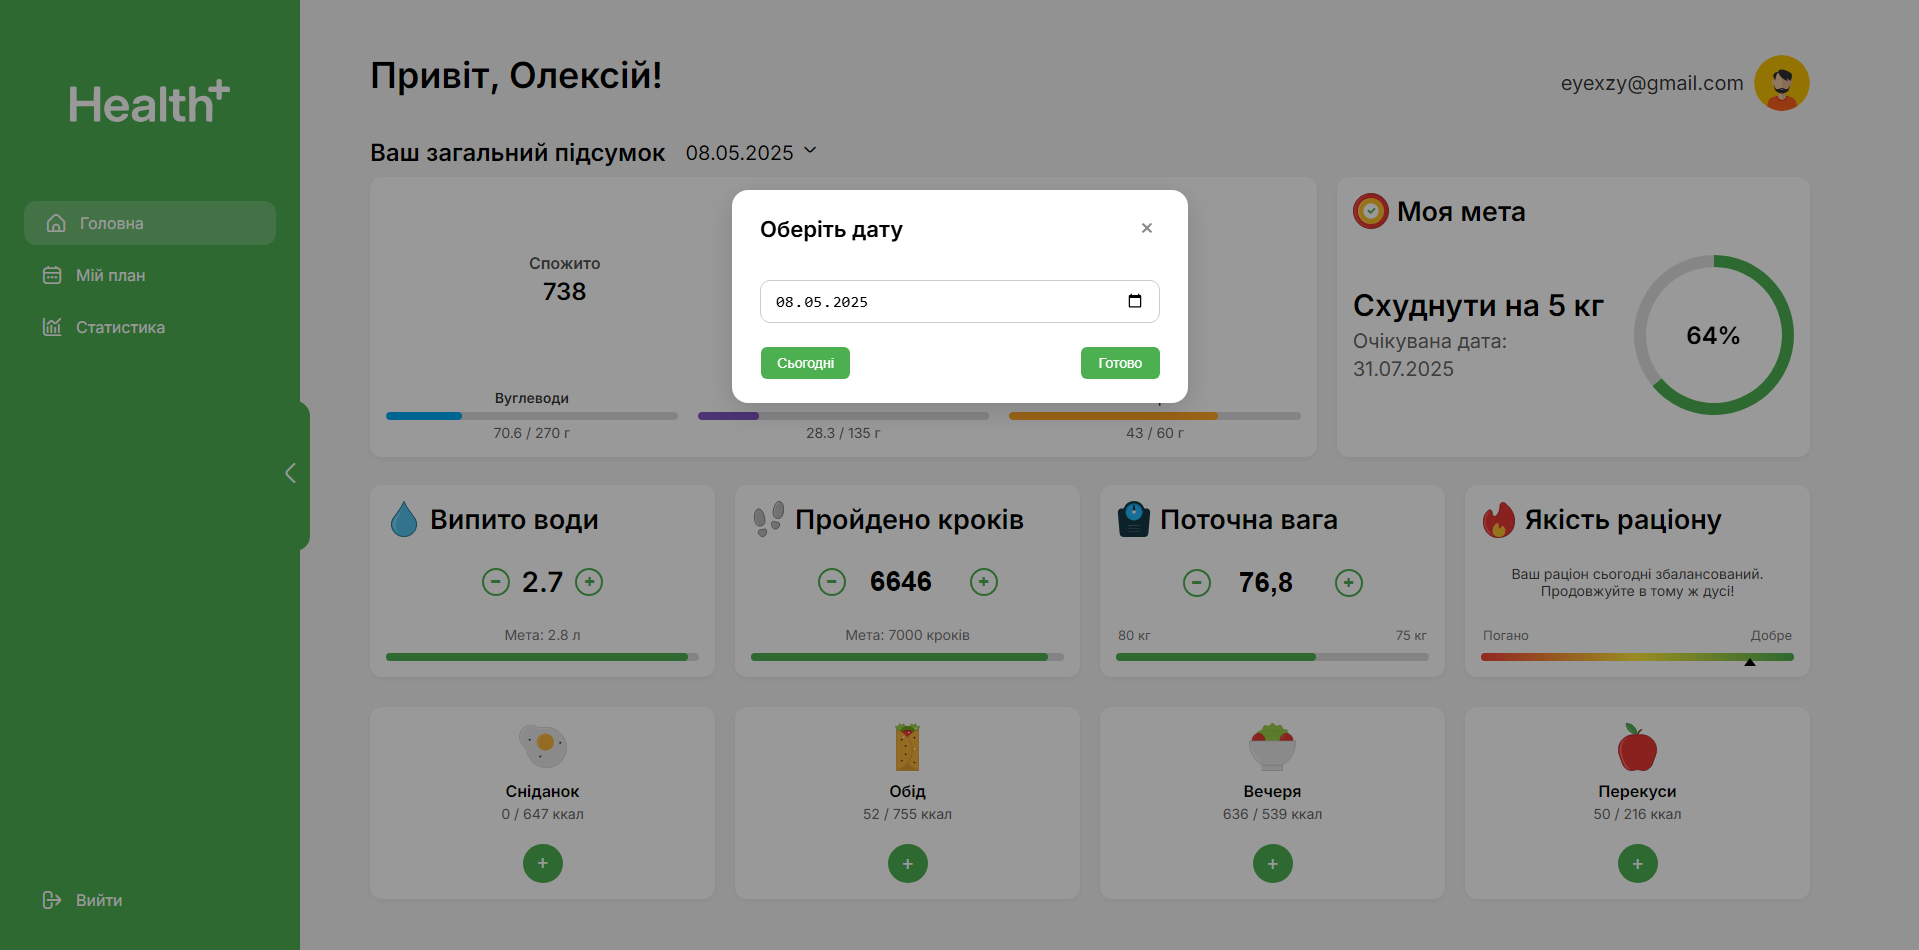 Health+
Головна
Мій план
Статистика
Вийти
Привіт, Олексій!
eyexzy@gmail.com
Ваш загальний підсумок 08.05.2025
Оберіть дату
×
08.05.2025
Сьогодні
Готово
Спожито
738
Вуглеводи
70.6 / 270 г
28.3 / 135 г
43 / 60 г
Моя мета
Схуднути на 5 кг
Очікувана дата:
31.07.2025
64%
Випито води
− 2.7 +
Мета: 2.8 л
Пройдено кроків
− 6646 +
Мета: 7000 кроків
Поточна вага
− 76,8 +
80 кг 75 кг
Якість раціону
Ваш раціон сьогодні збалансований.
Продовжуйте в тому ж дусі!
Погано Добре
Сніданок
0 / 647 ккал
+
Обід
52 / 755 ккал
+
Вечеря
636 / 539 ккал
+
Перекуси
50 / 216 ккал
+